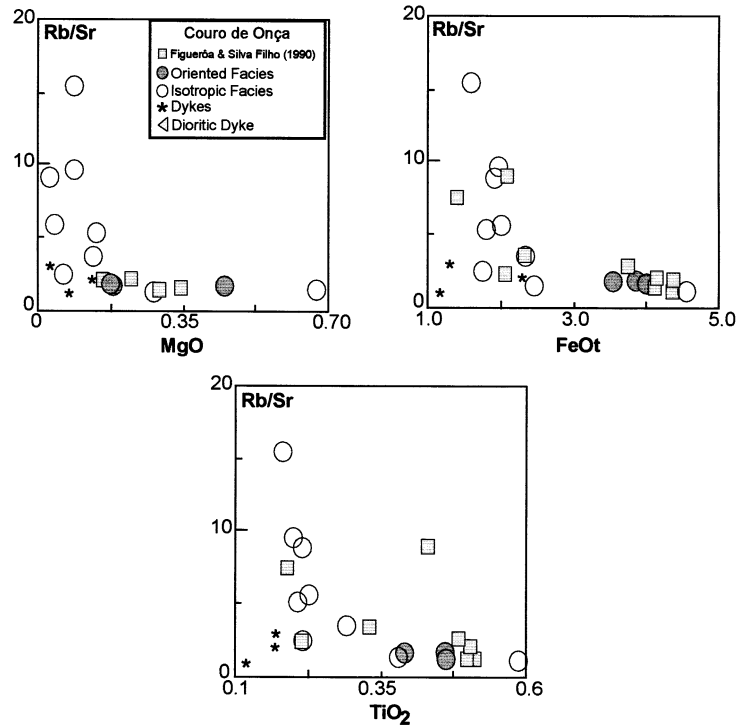 20
Rb/Sr
Couro de Onça
Figuerôa & Silva Filho (1990)
Oriented Facies
Isotropic Facies
* Dykes
Dioritic Dyke
10
0
0
0.35
0.70
MgO
20
Rb/Sr
10
0
1.0
3.0
5.0
FeOt
20
Rb/Sr
10
0
0.1
0.35
0.6
TiO2